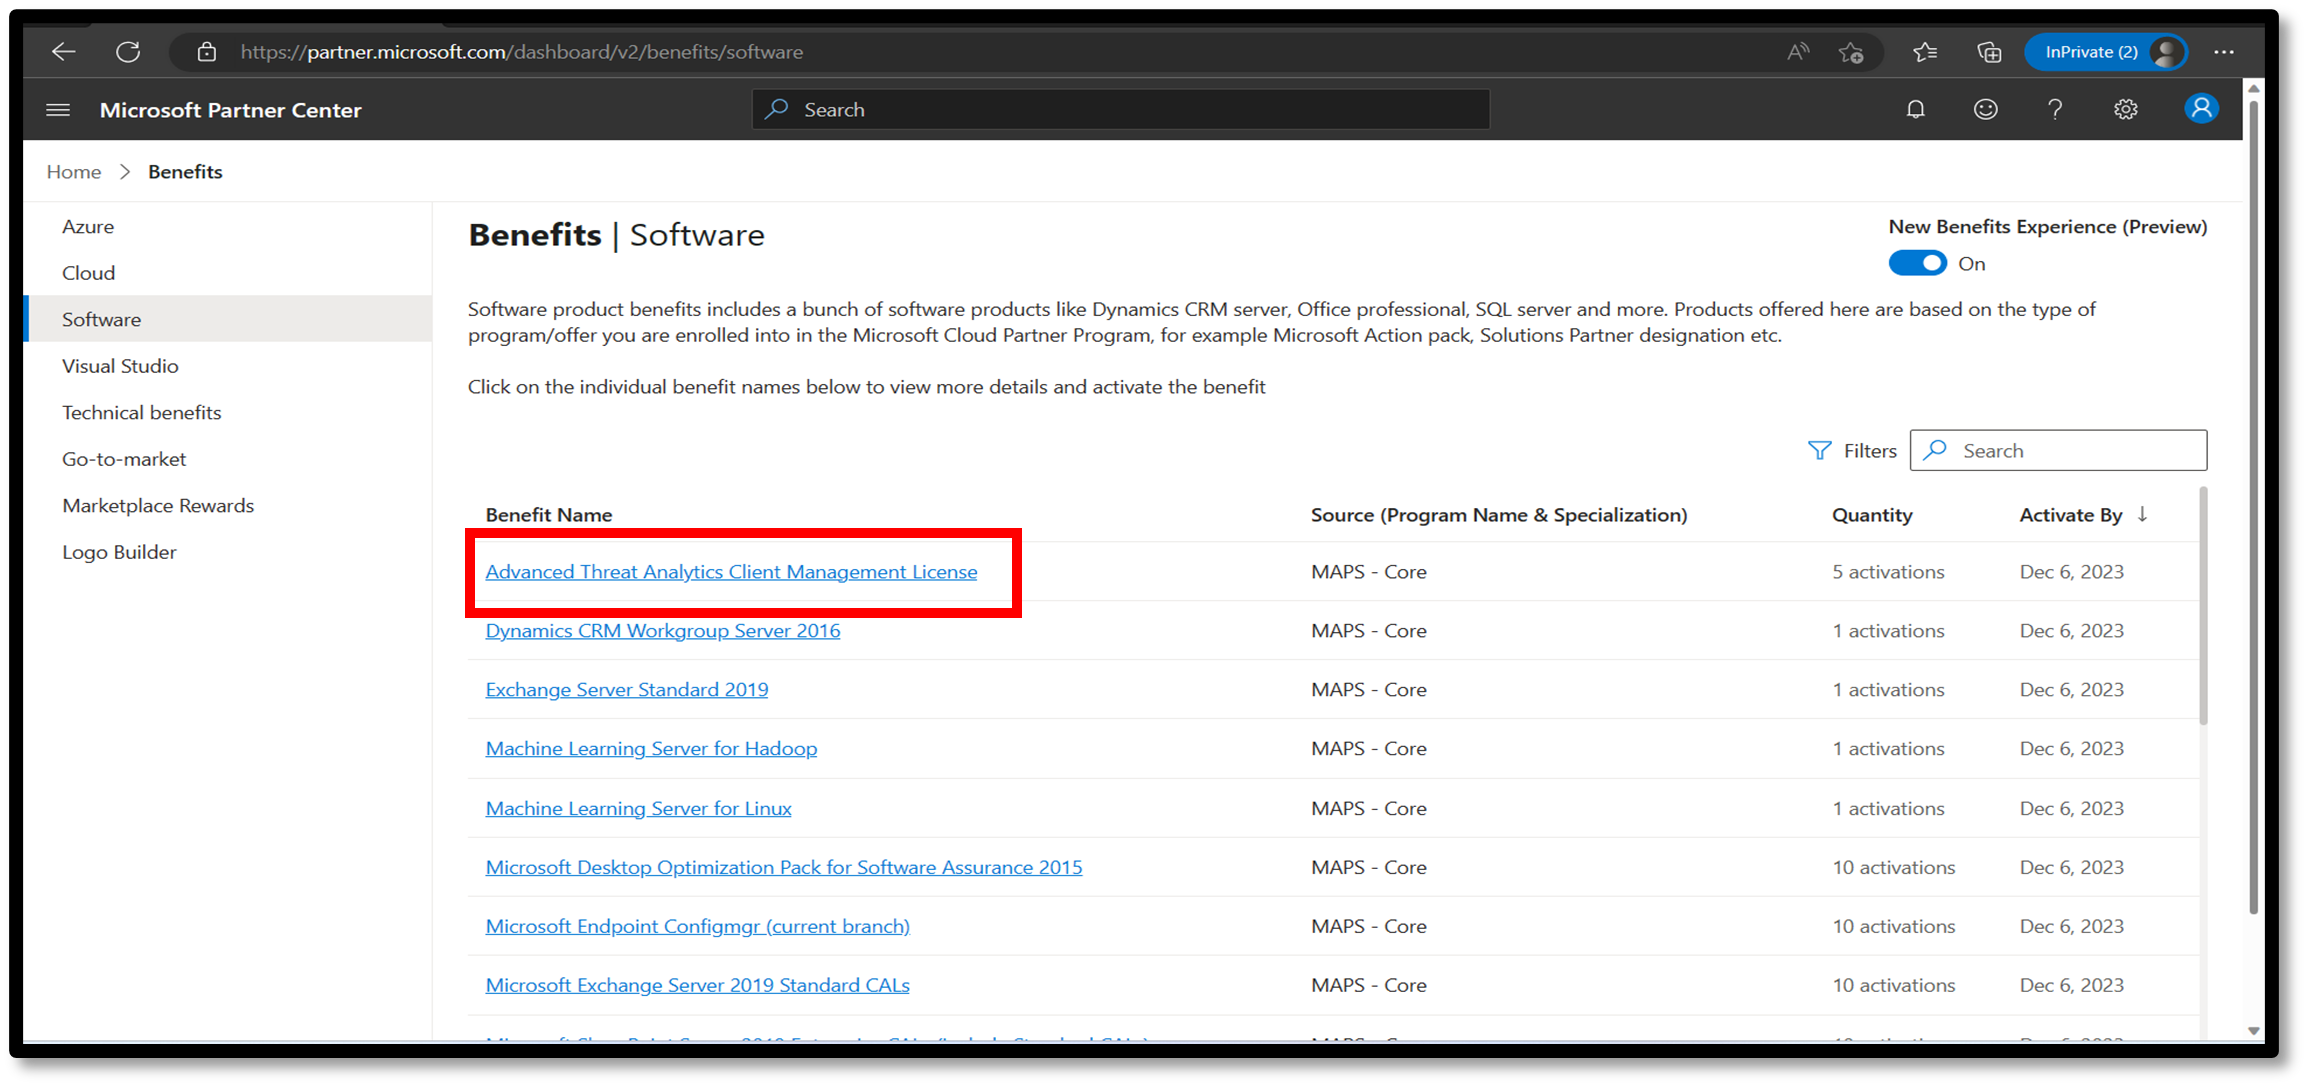 https://partner.microsoft.com/dashboard/v2/benefits/software
InPrivate (2)
Microsoft Partner Center
Search
Home > Benefits
Azure
Cloud
Software
Visual Studio
Technical benefits
Go-to-market
Marketplace Rewards
Logo Builder
Benefits | Software
New Benefits Experience (Preview)
On
Software product benefits includes a bunch of software products like Dynamics CRM server, Office professional, SQL server and more. Products offered here are based on the type of
program/offer you are enrolled into in the Microsoft Cloud Partner Program, for example Microsoft Action pack, Solutions Partner designation etc.
Click on the individual benefit names below to view more details and activate the benefit
Filters
Search
Benefit Name Source (Program Name & Specialization) Quantity Activate By ↓
Advanced Threat Analytics Client Management License MAPS - Core 5 activations Dec 6, 2023
Dynamics CRM Workgroup Server 2016 MAPS - Core 1 activations Dec 6, 2023
Exchange Server Standard 2019 MAPS - Core 1 activations Dec 6, 2023
Machine Learning Server for Hadoop MAPS - Core 1 activations Dec 6, 2023
Machine Learning Server for Linux MAPS - Core 1 activations Dec 6, 2023
Microsoft Desktop Optimization Pack for Software Assurance 2015 MAPS - Core 10 activations Dec 6, 2023
Microsoft Endpoint Configmgr (current branch) MAPS - Core 10 activations Dec 6, 2023
Microsoft Exchange Server 2019 Standard CALs MAPS - Core 10 activations Dec 6, 2023